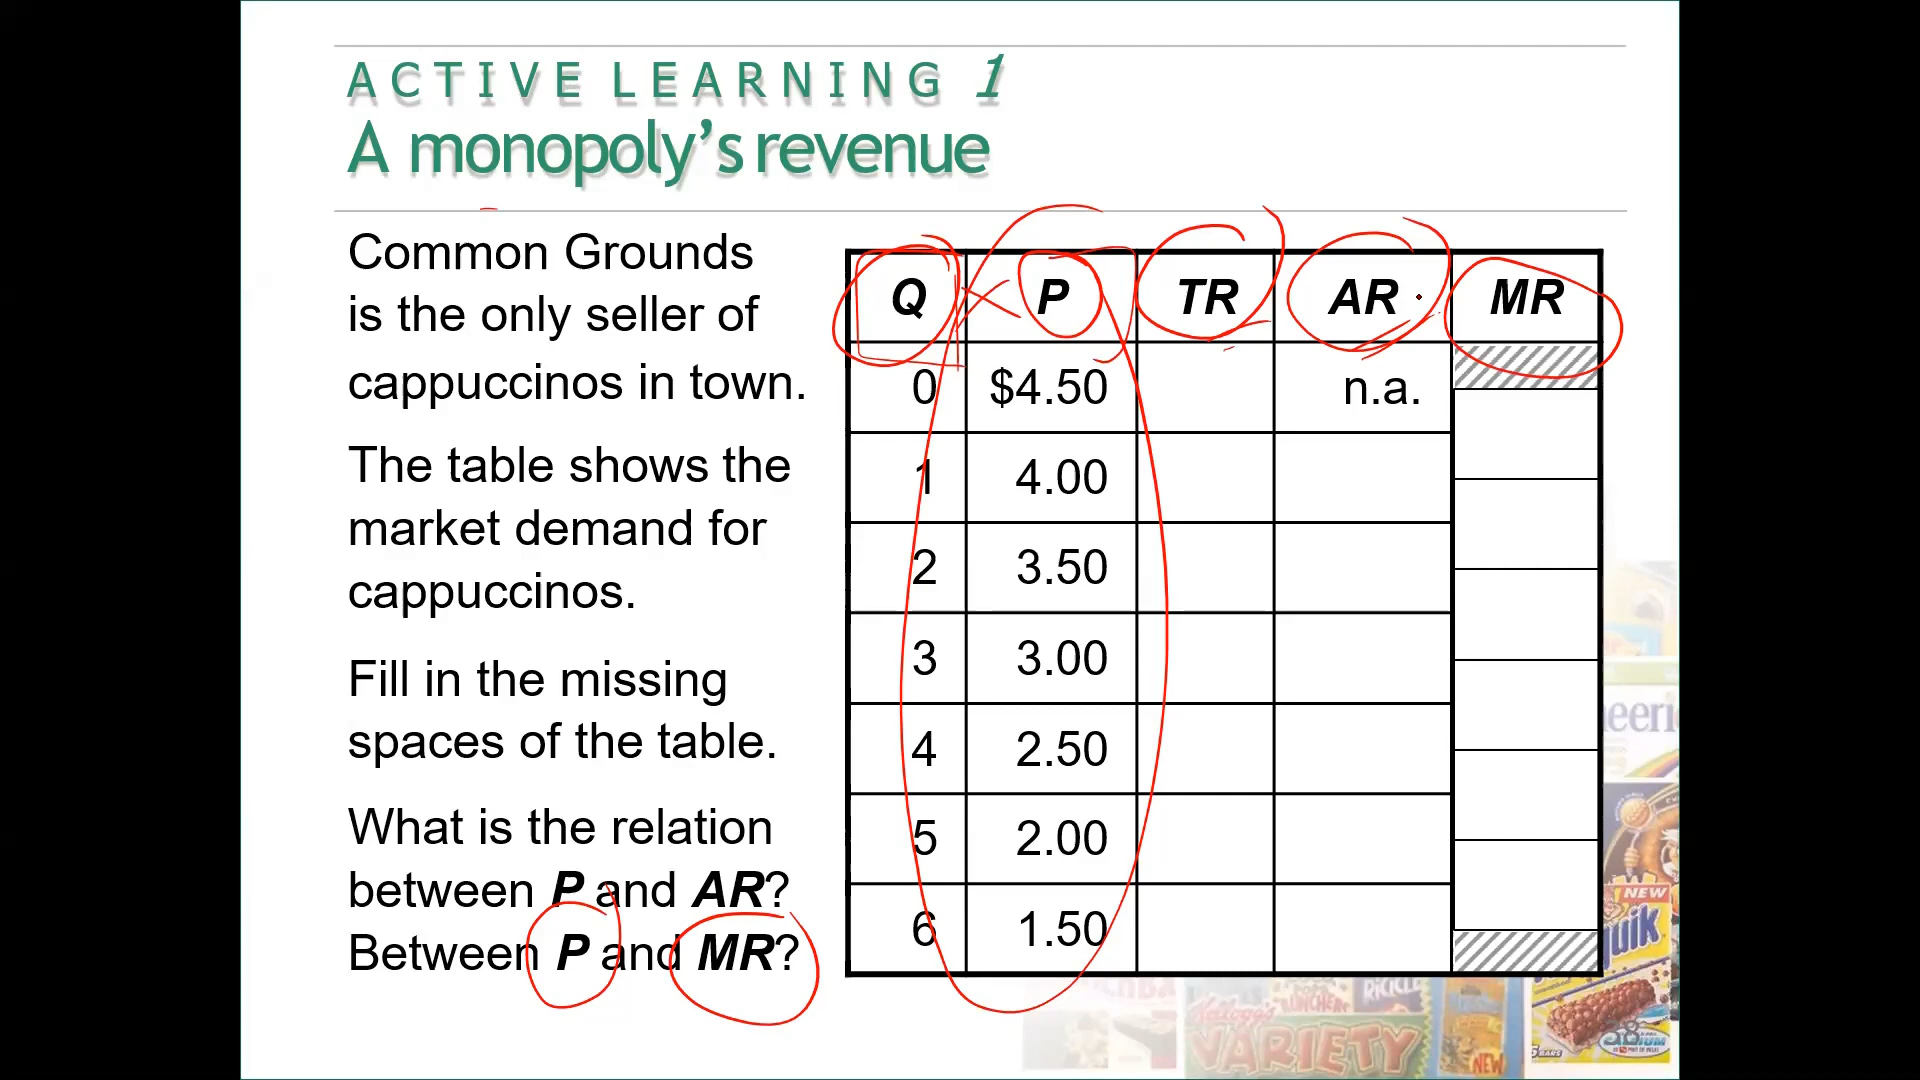 ACTIVE LEARNING 1
A monopoly's revenue
Common Grounds
is the only seller of
cappuccinos in town.
The table shows the
market demand for
cappuccinos.
Fill in the missing
spaces of the table.
What is the relation
between P and AR?
Between P and MR?
Q P TR AR MR
0 $4.50 n.a.
1 4.00
2 3.50
3 3.00
4 2.50
5 2.00
6 1.50
NEW
VARIETY
NEW